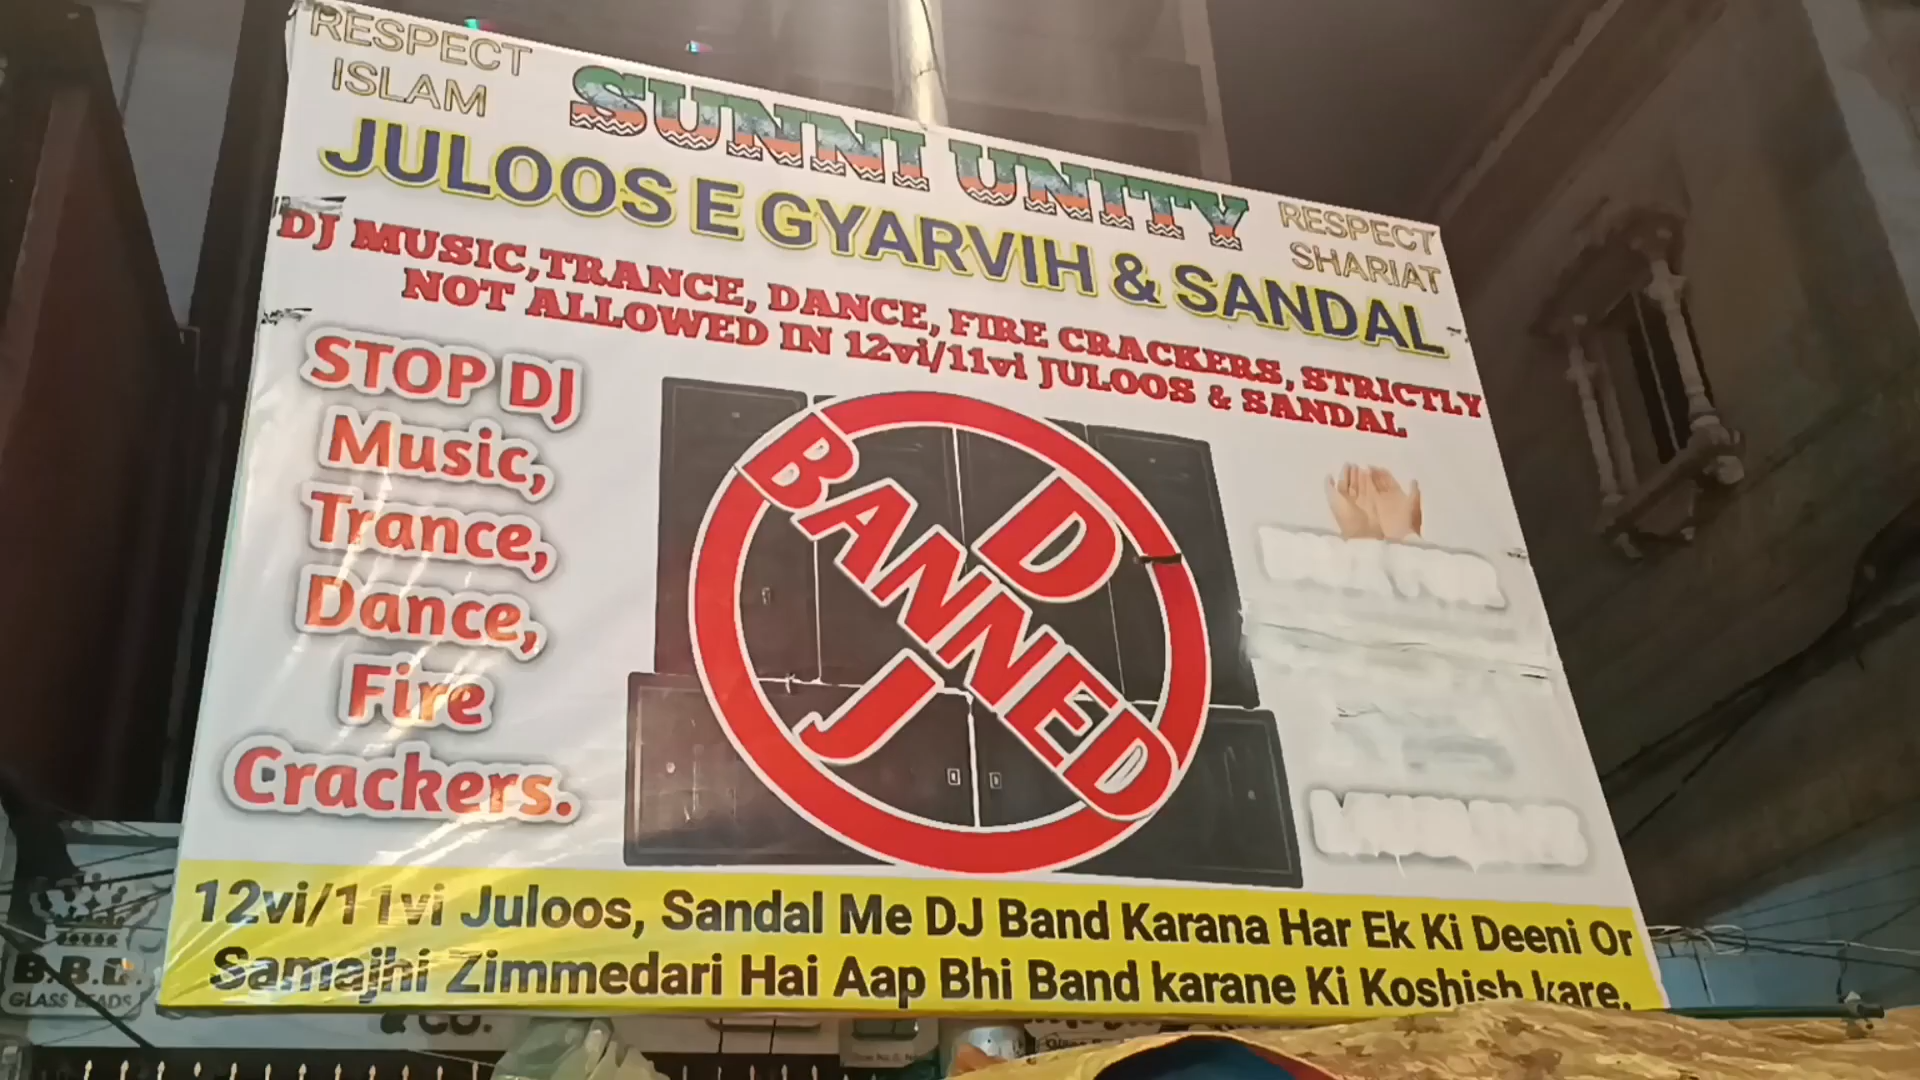 RESPECT
ISLAM
SUNNI UNITY
RESPECT
SHARIAT
JULOOS E GYARVIH & SANDAL
DJ MUSIC,TRANCE, DANCE, FIRE CRACKERS, STRICTLY
NOT ALLOWED IN 12vi/11vi JULOOS & SANDAL
STOP DJ
Music,
Trance,
Dance,
Fire
Crackers.
DJ
BANNED
12vi/11vi Juloos, Sandal Me DJ Band Karana Har Ek Ki Deeni Or
Samajhi Zimmedari Hai Aap Bhi Band karane Ki Koshish kare.
GLASS BEADS
& CO.